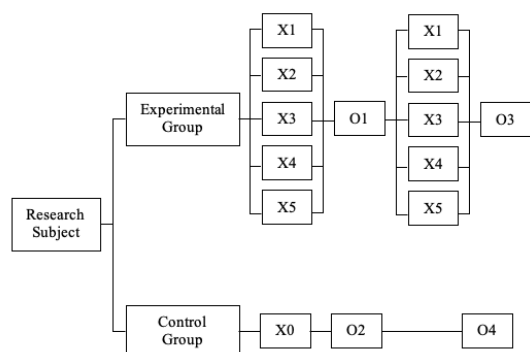 X1
X1
X2
X2
Experimental
Group
X3
O1
X3
O3
X4
X4
X5
X5
Research
Subject
Control
Group
X0
O2
O4